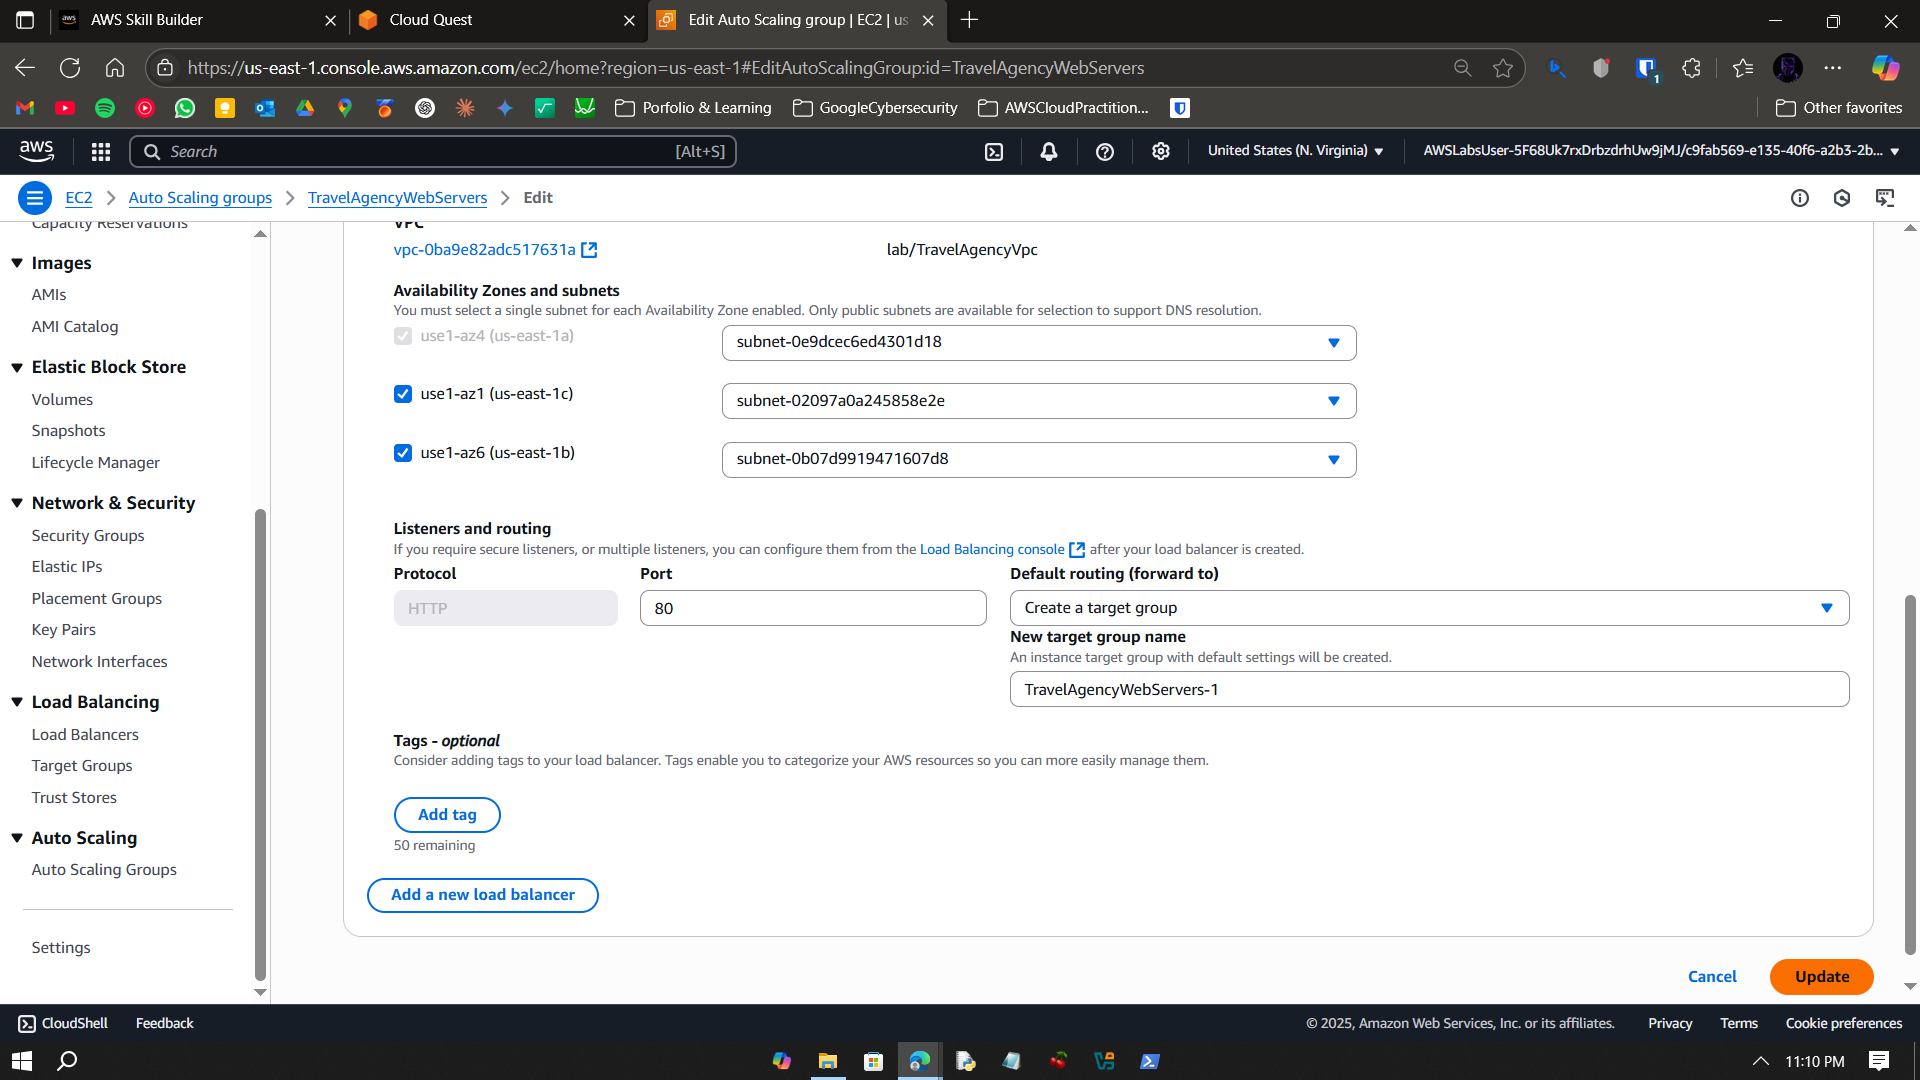 AWS Skill Builder
Cloud Quest
Edit Auto Scaling group | EC2 | us
https://us-east-1.console.aws.amazon.com/ec2/home?region=us-east-1#EditAutoScalingGroup:id=TravelAgencyWebServers
1
Porfolio & Learning
GoogleCybersecurity
AWSCloudPractition...
Other favorites
aws
Search
[Alt+S]
United States (N. Virginia)
AWSLabsUser-5F68Uk7rxDrbzdrhUw9jMJ/c9fab569-e135-40f6-a2b3-2b...
EC2
Auto Scaling groups
TravelAgencyWebServers
Edit
Capacity Reservations
Images
AMIs
AMI Catalog
Elastic Block Store
Volumes
Snapshots
Lifecycle Manager
Network & Security
Security Groups
Elastic IPs
Placement Groups
Key Pairs
Network Interfaces
Load Balancing
Load Balancers
Target Groups
Trust Stores
Auto Scaling
Auto Scaling Groups
Settings
VPC
vpc-0ba9e82adc517631a
lab/TravelAgencyVpc
Availability Zones and subnets
You must select a single subnet for each Availability Zone enabled. Only public subnets are available for selection to support DNS resolution.
use1-az4 (us-east-1a)
subnet-0e9dcec6ed4301d18
use1-az1 (us-east-1c)
subnet-02097a0a245858e2e
use1-az6 (us-east-1b)
subnet-0b07d9919471607d8
Listeners and routing
If you require secure listeners, or multiple listeners, you can configure them from the Load Balancing console after your load balancer is created.
Protocol
Port
Default routing (forward to)
HTTP
80
Create a target group
New target group name
An instance target group with default settings will be created.
TravelAgencyWebServers-1
Tags - optional
Consider adding tags to your load balancer. Tags enable you to categorize your AWS resources so you can more easily manage them.
Add tag
50 remaining
Add a new load balancer
Cancel
Update
CloudShell
Feedback
© 2025, Amazon Web Services, Inc. or its affiliates.
Privacy
Terms
Cookie preferences
11:10 PM